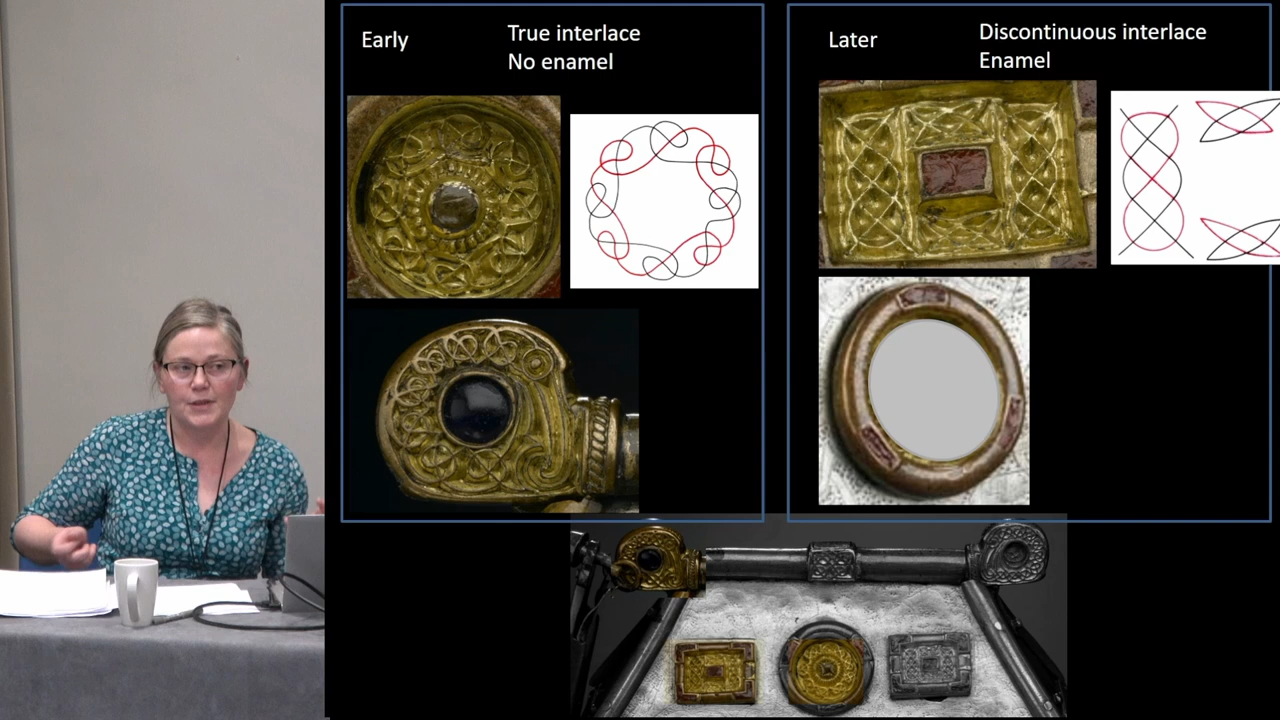 Early
True interlace
No enamel
Later
Discontinuous interlace
Enamel